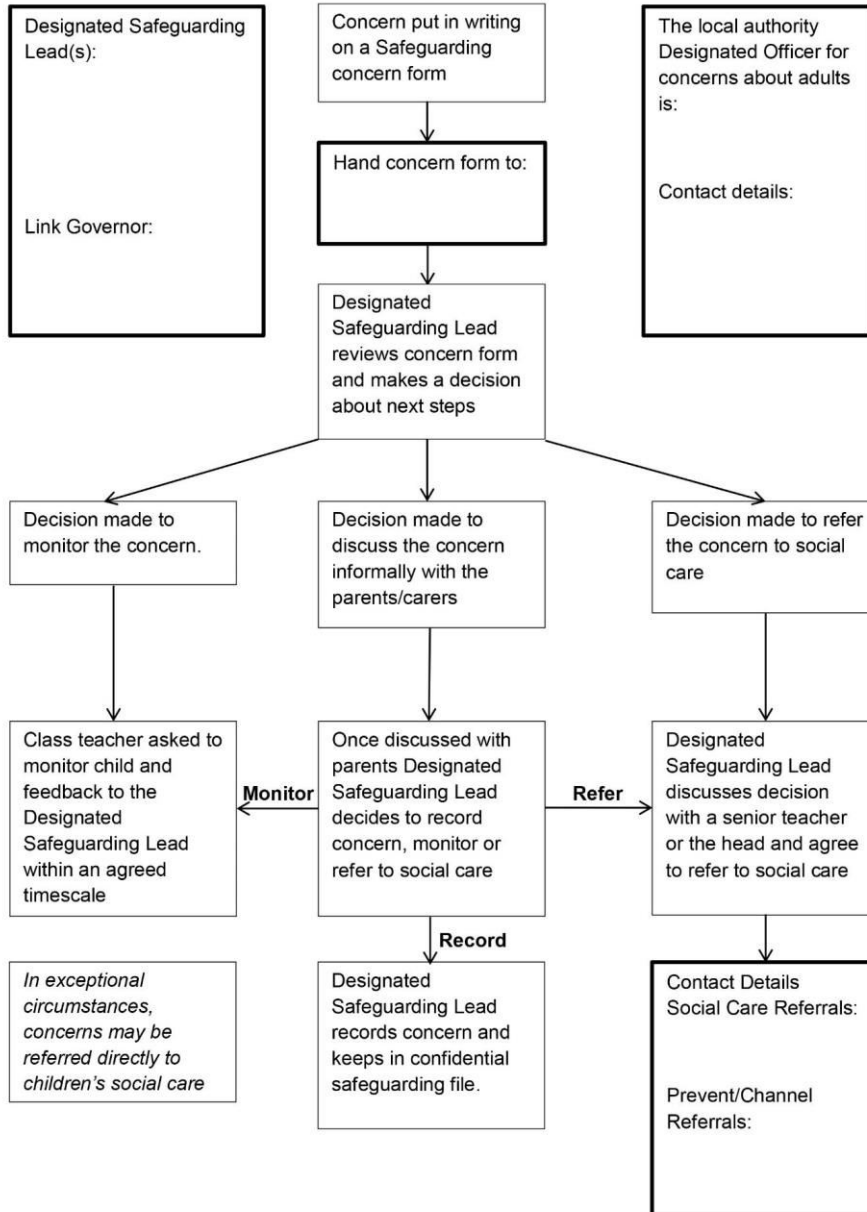 Designated Safeguarding
Lead(s):
Link Governor:
Concern put in writing
on a Safeguarding
concern form
The local authority
Designated Officer for
concerns about adults
is:
Contact details:
Hand concern form to:
Designated
Safeguarding Lead
reviews concern form
and makes a decision
about next steps
Decision made to
monitor the concern.
Decision made to
discuss the concern
informally with the
parents/carers
Decision made to refer
the concern to social
care
Class teacher asked to
monitor child and
feedback to the
Designated
Safeguarding Lead
within an agreed
timescale
Monitor
Once discussed with
parents Designated
Safeguarding Lead
decides to record
concern, monitor or
refer to social care
Refer
Designated
Safeguarding Lead
discusses decision
with a senior teacher
or the head and agree
to refer to social care
Record
In exceptional
circumstances,
concerns may be
referred directly to
children's social care
Designated
Safeguarding Lead
records concern and
keeps in confidential
safeguarding file.
Contact Details
Social Care Referrals:
Prevent/Channel
Referrals: